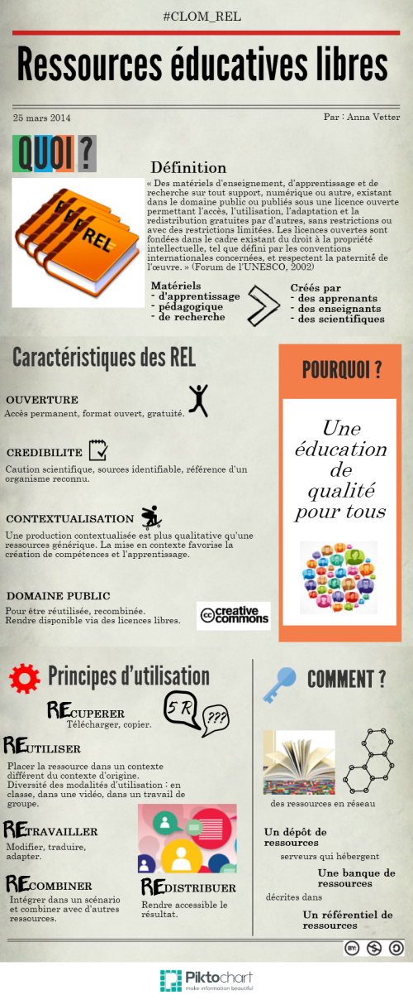 #CLOM_REL
Ressources éducatives libres
25 mars 2014
Par : Anna Vetter
QUOI ?
REL
Définition
« Des matériels d'enseignement, d'apprentissage et de
recherche sur tout support, numérique ou autre, existant
dans le domaine public ou publiés sous une licence ouverte
permettant l'accès, l'utilisation, l'adaptation et la
redistribution gratuites par d'autres, sans restrictions ou
avec des restrictions limitées. Les licences ouvertes sont
fondées dans le cadre existant du droit à la propriété
intellectuelle, tel que défini par les conventions
internationales concernées, et respectent la paternité de
l'œuvre. » (Forum de l'UNESCO, 2002)
Matériels
- d'apprentissage
- pédagogique
- de recherche
Créés par
- des apprenants
- des enseignants
- des scientifiques
Caractéristiques des REL
OUVERTURE
Accès permanent, format ouvert, gratuité.
CREDIBILITE
Caution scientifique, sources identifiable, référence d'un
organisme reconnu.
CONTEXTUALISATION
Une production contextualisée est plus qualitative qu'une
ressources générique. La mise en contexte favorise la
création de compétences et l'apprentissage.
DOMAINE PUBLIC
Pour être réutilisée, recombinée.
Rendre disponible via des licences libres.
cc creative
commons
POURQUOI ?
Une
éducation
de
qualité
pour tous
Principes d'utilisation
5 R
???
RECUPERER
Télécharger, copier.
REUTILISER
Placer la ressource dans un contexte
différent du contexte d'origine.
Diversité des modalités d'utilisation : en
classe, dans une vidéo, dans un travail de
groupe.
RETRAVAILLER
Modifier, traduire,
adapter.
RECOMBINER
Intégrer dans un scénario
et combiner avec d'autres
ressources.
REDISTRIBUER
Rendre accessible le
résultat.
COMMENT ?
des ressources en réseau
Un dépôt de
ressources
serveurs qui hébergent
Une banque de
ressources
décrites dans
Un référentiel de
ressources
BY:
Piktochart
make information beautiful